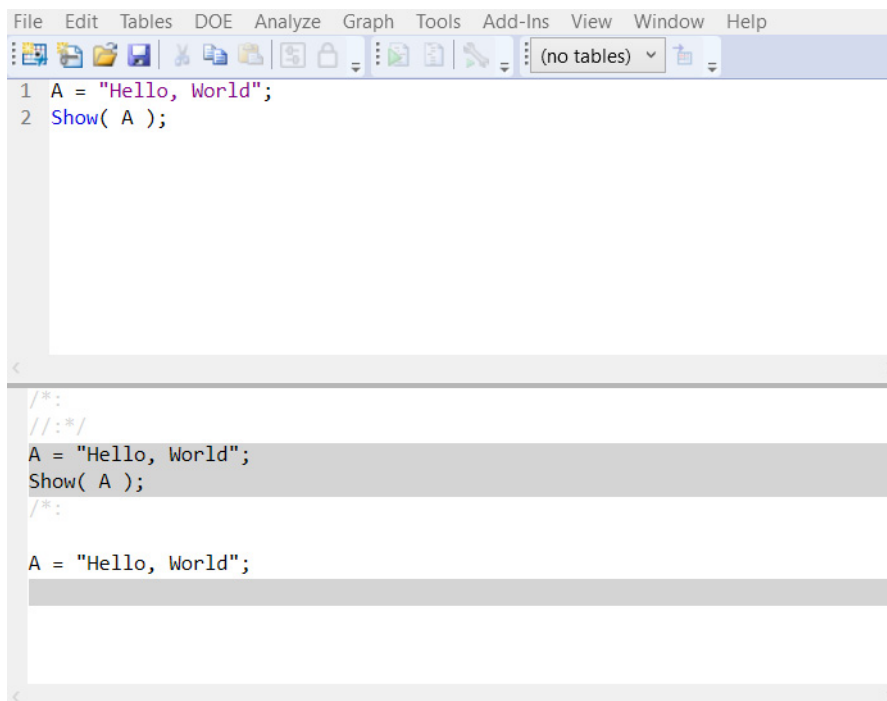 File Edit Tables DOE Analyze Graph Tools Add-Ins View Window Help
(no tables)
1 A = "Hello, World";
2 Show( A );
/*:
//:*/
A = "Hello, World";
Show( A );
/*:
A = "Hello, World";